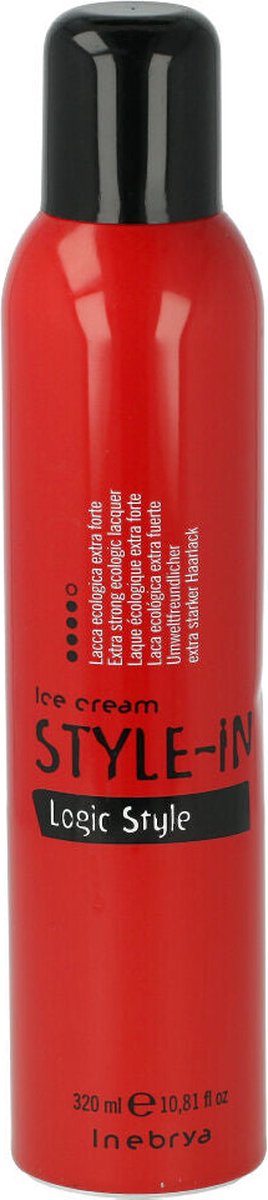 Lacca ecologica extra forte
Extra strong ecologic lacquer
Laque écologique extra forte
Laca ecológica extra fuerte
Umweltfreundlicher
extra starker Haarlack
Ice cream
STYLE-IN
Logic Style
320 ml ℮ 10,81 fl oz
Inebrya